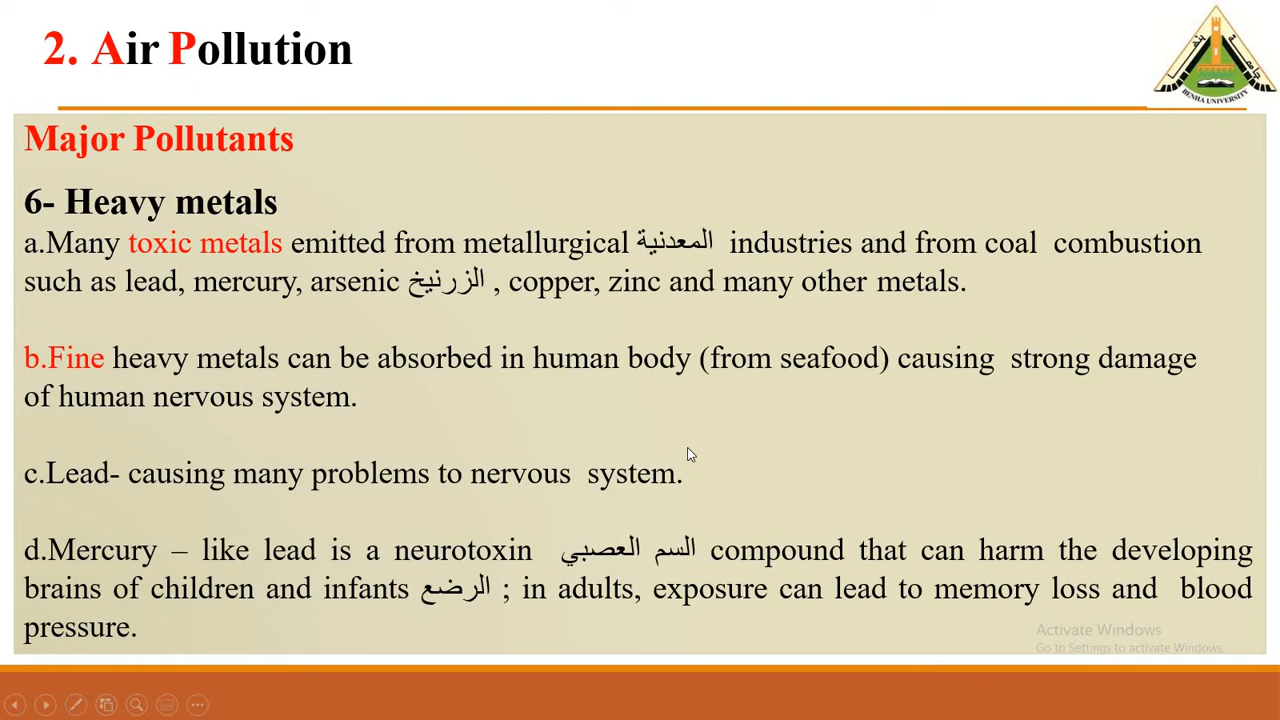 2. Air Pollution
BENHA UNIVERSITY
Major Pollutants
6- Heavy metals
a.Many toxic metals emitted from metallurgical المعدنية industries and from coal combustion
such as lead, mercury, arsenic الزرنيخ , copper, zinc and many other metals.
b.Fine heavy metals can be absorbed in human body (from seafood) causing strong damage
of human nervous system.
c.Lead- causing many problems to nervous system.
d.Mercury – like lead is a neurotoxin السم العصبي compound that can harm the developing
brains of children and infants الرضع ; in adults, exposure can lead to memory loss and blood
pressure.
Activate Windows
Go to Settings to activate Windows.